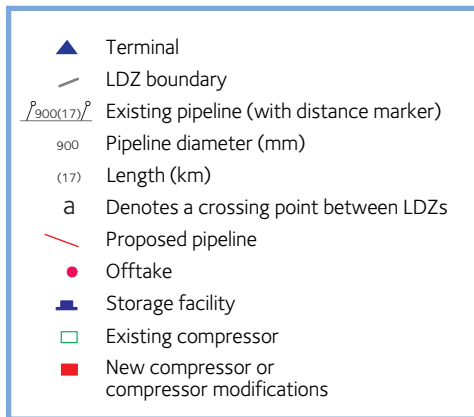 Terminal
LDZ boundary
900(17) Existing pipeline (with distance marker)
900 Pipeline diameter (mm)
(17) Length (km)
a Denotes a crossing point between LDZs
Proposed pipeline
Offtake
Storage facility
Existing compressor
New compressor or
compressor modifications